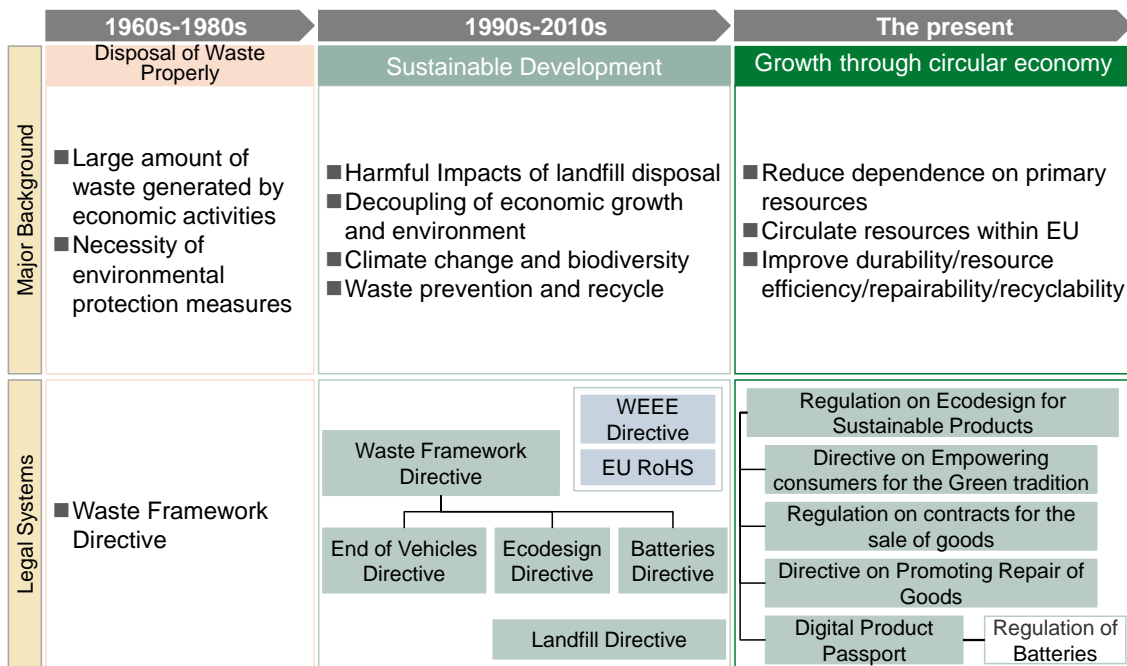 1960s-1980s
1990s-2010s
The present
Major Background
Disposal of Waste
Properly
Sustainable Development
Growth through circular economy
Large amount of
waste generated by
economic activities
Necessity of
environmental
protection measures
Harmful Impacts of landfill disposal
Decoupling of economic growth
and environment
Climate change and biodiversity
Waste prevention and recycle
Reduce dependence on primary
resources
Circulate resources within EU
Improve durability/resource
efficiency/repairability/recyclability
Legal Systems
Waste Framework
Directive
WEEE
Directive
EU RoHS
Waste Framework
Directive
End of Vehicles
Directive
Ecodesign
Directive
Batteries
Directive
Landfill Directive
Regulation on Ecodesign for
Sustainable Products
Directive on Empowering
consumers for the Green tradition
Regulation on contracts for the
sale of goods
Directive on Promoting Repair of
Goods
Digital Product
Passport
Regulation of
Batteries